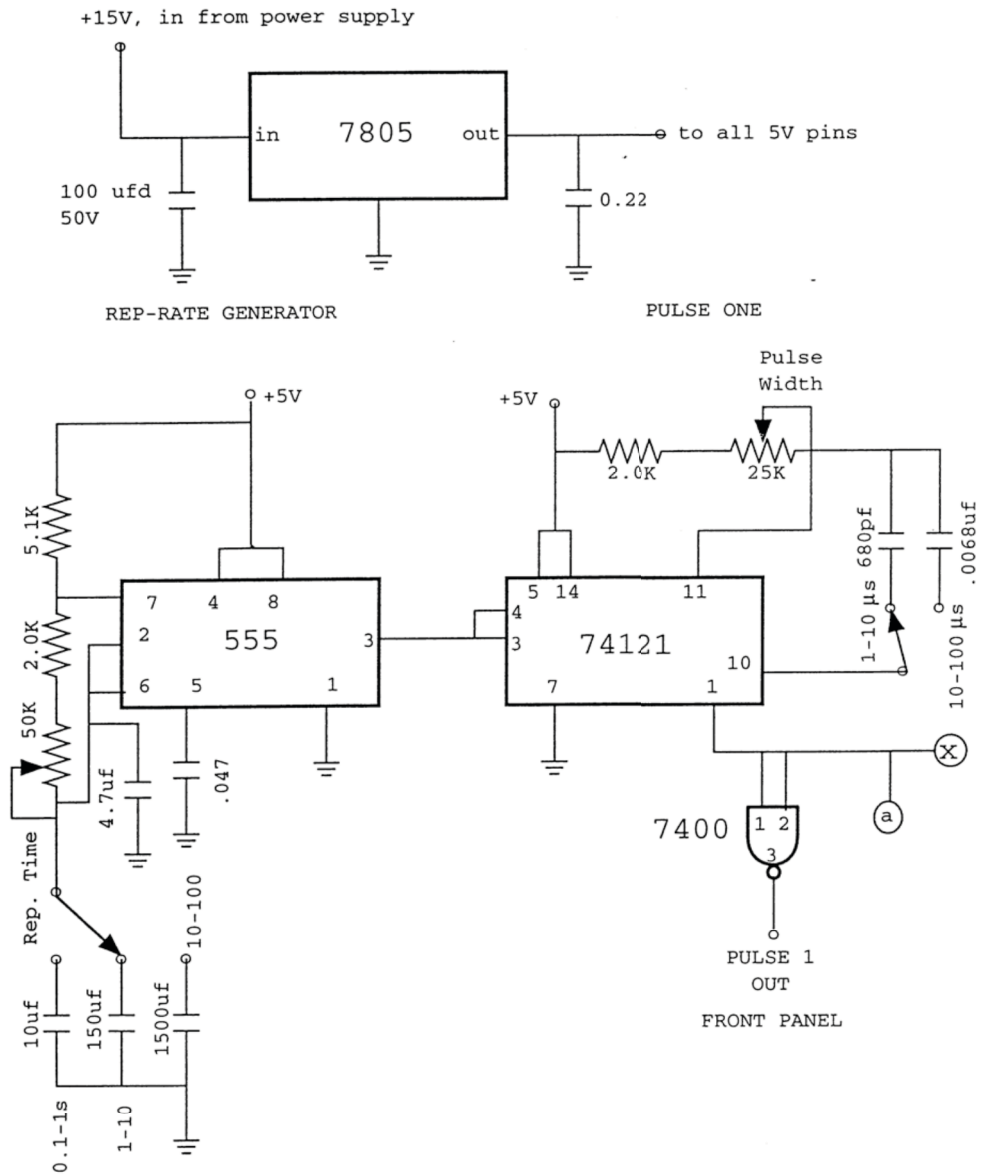 +15V, in from power supply
in
7805
out
to all 5V pins
100 ufd
50V
0.22
REP-RATE GENERATOR
PULSE ONE
Pulse
Width
+5V
+5V
2.0K
25K
5.1K
2.0K
50K
7
4
8
2
555
3
6
5
1
4.7uf
.047
Rep. Time
10uf
150uf
1500uf
0.1-1s
1-10
10-100
5
14
11
4
3
74121
10
7
1
680pf
.0068uf
1-10 µs
10-100 µs
X
a
7400
1
2
3
PULSE 1
OUT
FRONT PANEL